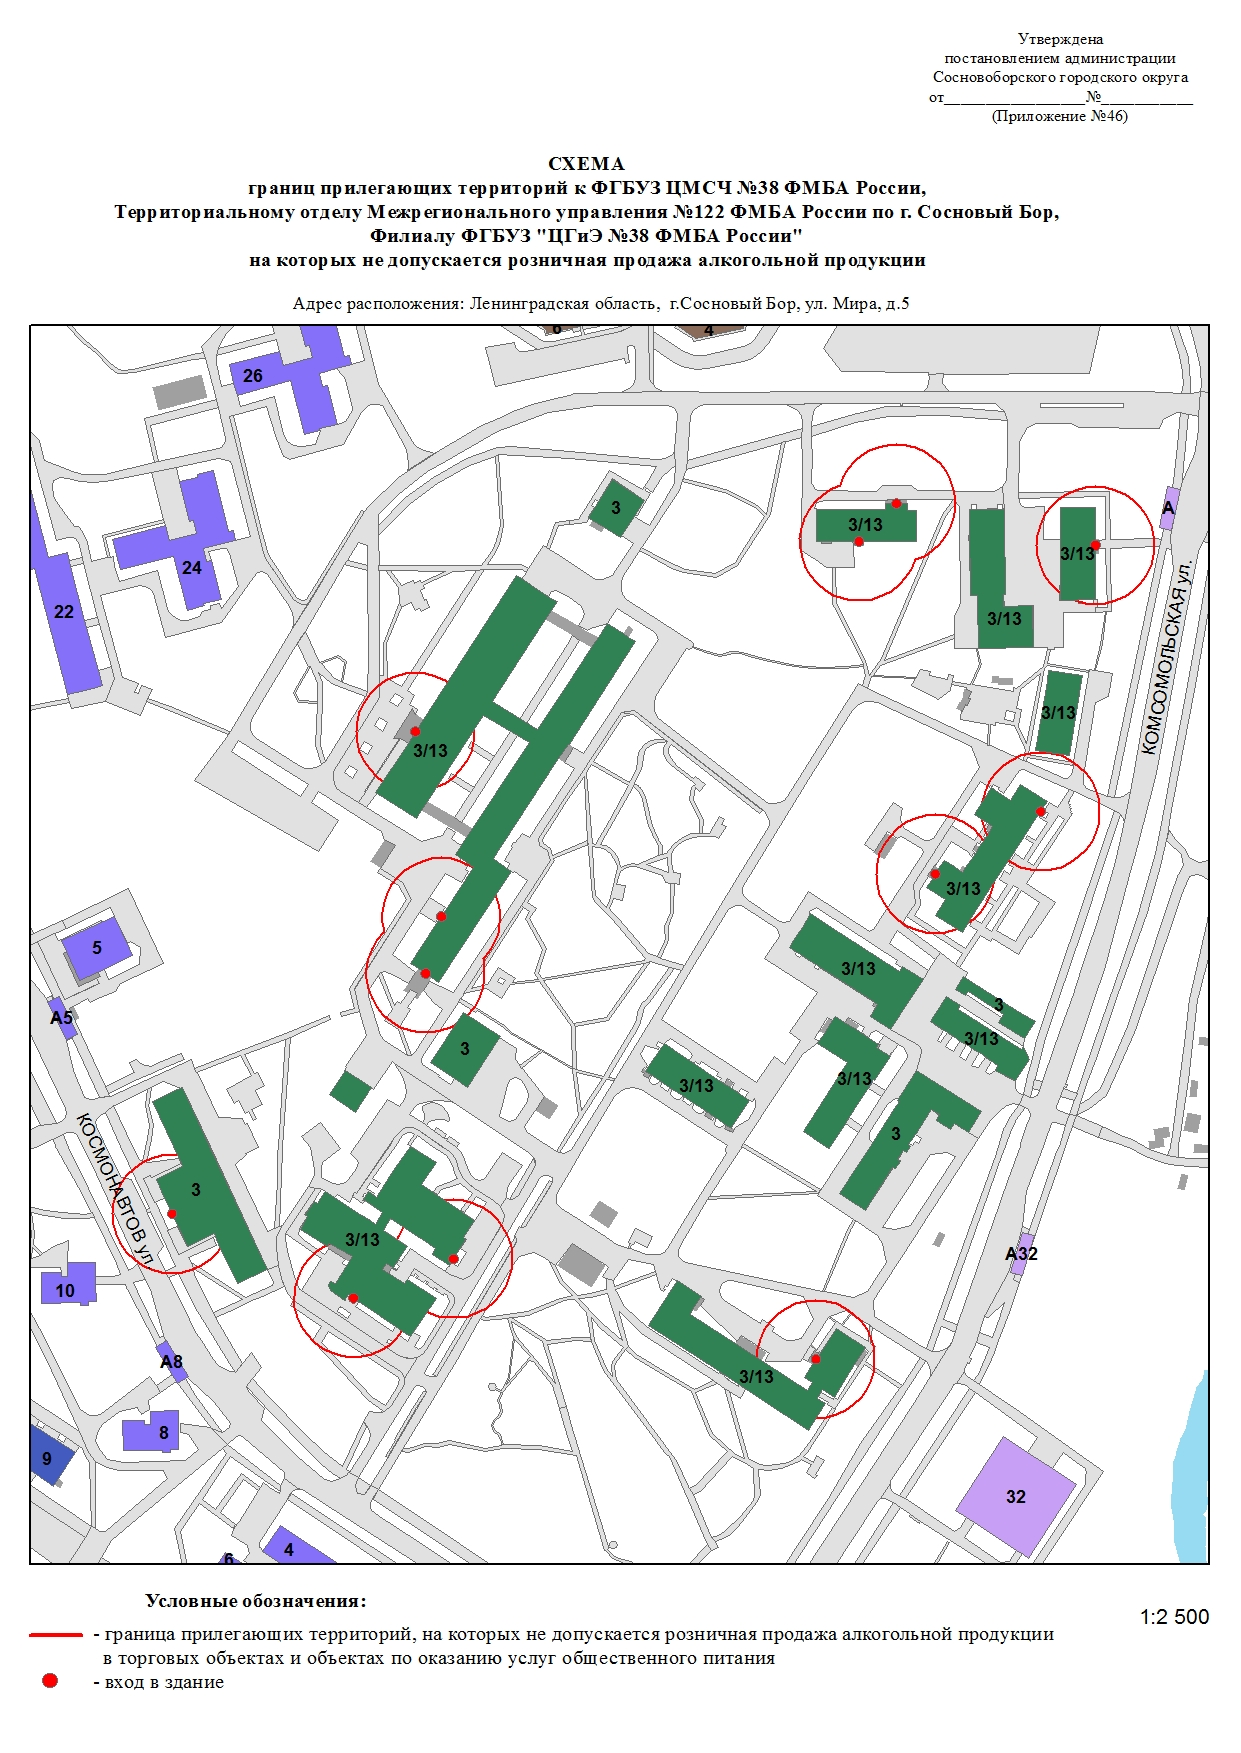 Утверждена
постановлением администрации
Сосновоборского городского округа
от_________________№___________
(Приложение №46)
СХЕМА
границ прилегающих территорий к ФГБУЗ ЦМСЧ №38 ФМБА России,
Территориальному отделу Межрегионального управления №122 ФМБА России по г. Сосновый Бор,
Филиалу ФГБУЗ "ЦГиЭ №38 ФМБА России"
на которых не допускается розничная продажа алкогольной продукции
Адрес расположения: Ленинградская область, г.Сосновый Бор, ул. Мира, д.5
6
4
26
3
А
3/13
3/13
24
22
3/13
КОМСОМОЛЬСКАЯ ул.
3/13
3/13
3/13
5
3/13
3
А5
3/13
3
3/13
3/13
КОСМОНАВТОВ ул
3
3
3/13
А32
10
А8
3/13
8
9
32
4
6
Условные обозначения:
1:2 500
- граница прилегающих территорий, на которых не допускается розничная продажа алкогольной продукции
в торговых объектах и объектах по оказанию услуг общественного питания
- вход в здание